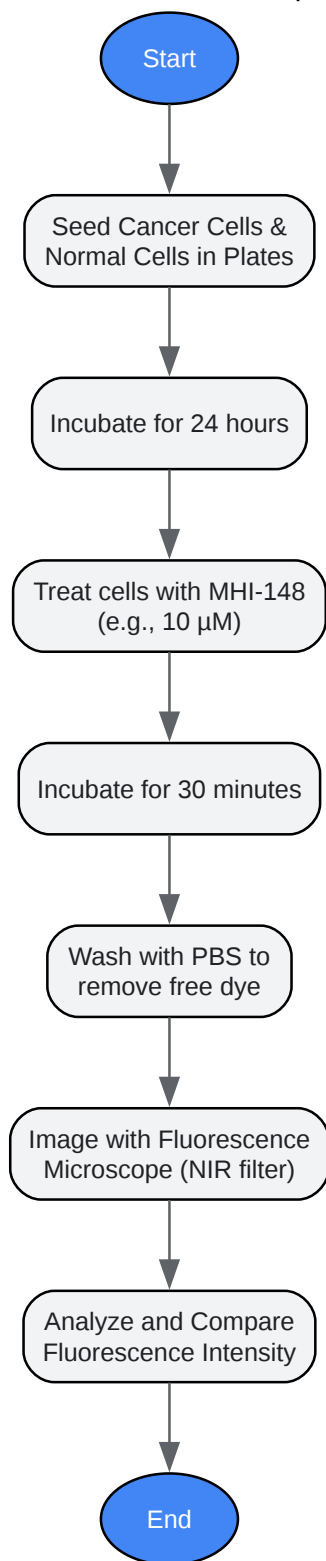 Start
Seed Cancer Cells &
Normal Cells in Plates
Incubate for 24 hours
Treat cells with MHI-148
(e.g., 10 µM)
Incubate for 30 minutes
Wash with PBS to
remove free dye
Image with Fluorescence
Microscope (NIR filter)
Analyze and Compare
Fluorescence Intensity
End